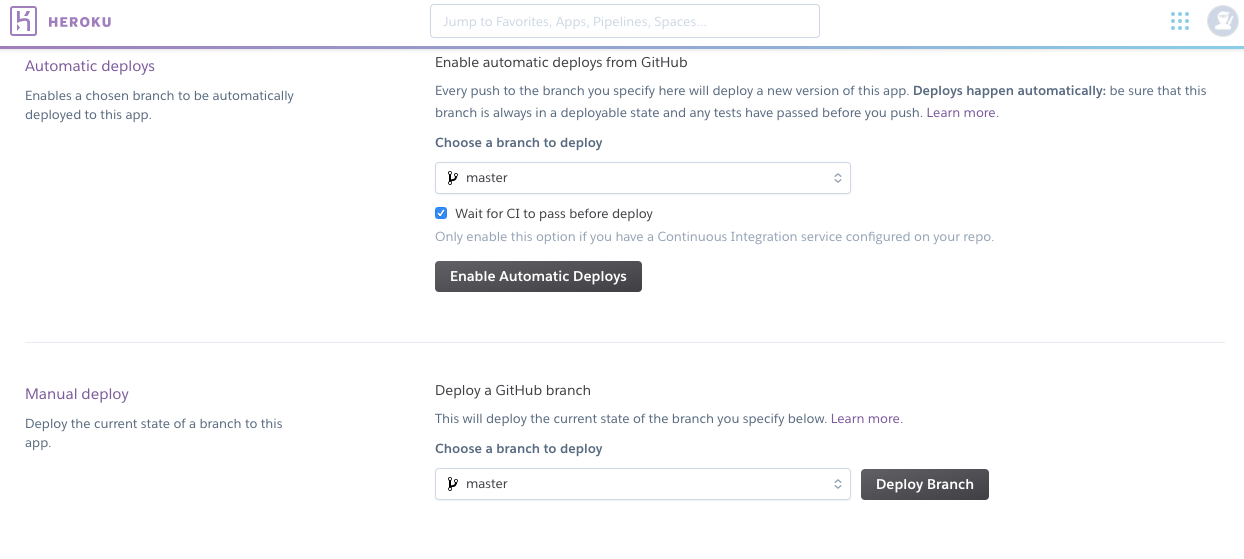 HEROKU
Jump to Favorites, Apps, Pipelines, Spaces...
Automatic deploys
Enables a chosen branch to be automatically
deployed to this app.
Enable automatic deploys from GitHub
Every push to the branch you specify here will deploy a new version of this app. Deploys happen automatically: be sure that this
branch is always in a deployable state and any tests have passed before you push. Learn more.
Choose a branch to deploy
master
Wait for CI to pass before deploy
Only enable this option if you have a Continuous Integration service configured on your repo.
Enable Automatic Deploys
Manual deploy
Deploy the current state of a branch to this
app.
Deploy a GitHub branch
This will deploy the current state of the branch you specify below. Learn more.
Choose a branch to deploy
master
Deploy Branch